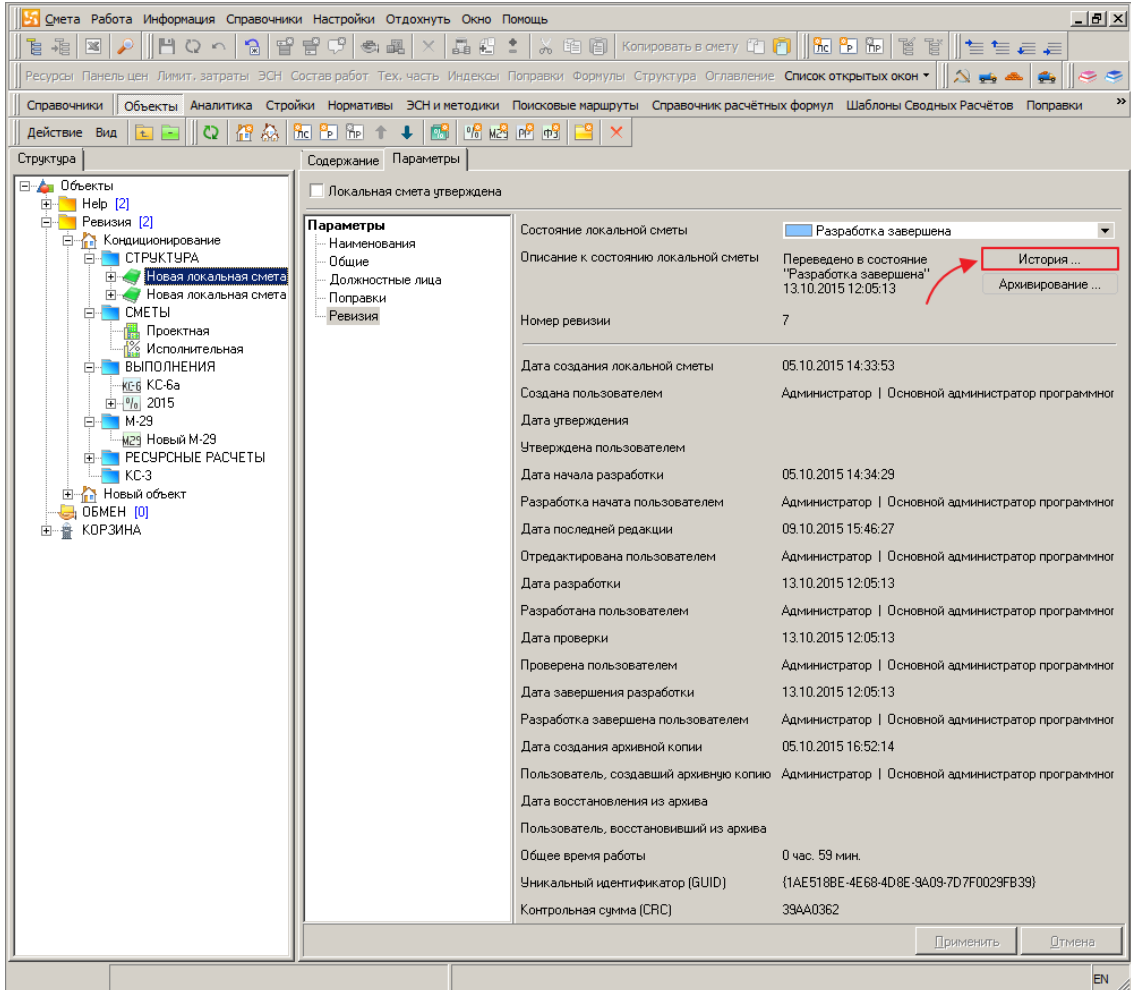 Смета Работа Информация Справочники Настройки Отдохнуть Окно Помощь
Копировать в смету
Ресурсы Панель цен Лимит. затраты ЭСН Состав работ Тех. часть Индексы Поправки Формулы Структура Оглавление Список открытых окон
Справочники Объекты Аналитика Стройки Нормативы ЭСН и методики Поисковые маршруты Справочник расчётных формул Шаблоны Сводных Расчётов Поправки »
Действие Вид
Структура
Содержание Параметры
Объекты
Help [2]
Ревизия [2]
Кондиционирование
СТРУКТУРА
Новая локальная смета
Новая локальная смета
СМЕТЫ
Проектная
Исполнительная
ВЫПОЛНЕНИЯ
КС-6 КС-6а
% 2015
М-29
М29 Новый М-29
РЕСУРСНЫЕ РАСЧЕТЫ
КС-3
Новый объект
ОБМЕН [0]
КОРЗИНА
Локальная смета утверждена
Параметры
Наименования
Общие
Должностные лица
Поправки
Ревизия
Состояние локальной сметы Разработка завершена
Описание к состоянию локальной сметы Переведено в состояние
"Разработка завершена"
13.10.2015 12:05:13
История ...
Архивирование ...
Номер ревизии 7
Дата создания локальной сметы 05.10.2015 14:33:53
Создана пользователем Администратор | Основной администратор программног
Дата утверждения
Утверждена пользователем
Дата начала разработки 05.10.2015 14:34:29
Разработка начата пользователем Администратор | Основной администратор программног
Дата последней редакции 09.10.2015 15:46:27
Отредактирована пользователем Администратор | Основной администратор программног
Дата разработки 13.10.2015 12:05:13
Разработана пользователем Администратор | Основной администратор программног
Дата проверки 13.10.2015 12:05:13
Проверена пользователем Администратор | Основной администратор программног
Дата завершения разработки 13.10.2015 12:05:13
Разработка завершена пользователем Администратор | Основной администратор программног
Дата создания архивной копии 05.10.2015 16:52:14
Пользователь, создавший архивную копию Администратор | Основной администратор программног
Дата восстановления из архива
Пользователь, восстановивший из архива
Общее время работы 0 час. 59 мин.
Уникальный идентификатор (GUID) {1AE518BE-4E68-4D8E-9A09-7D7F0029FB39}
Контрольная сумма (CRC) 39AA0362
Применить Отмена
EN